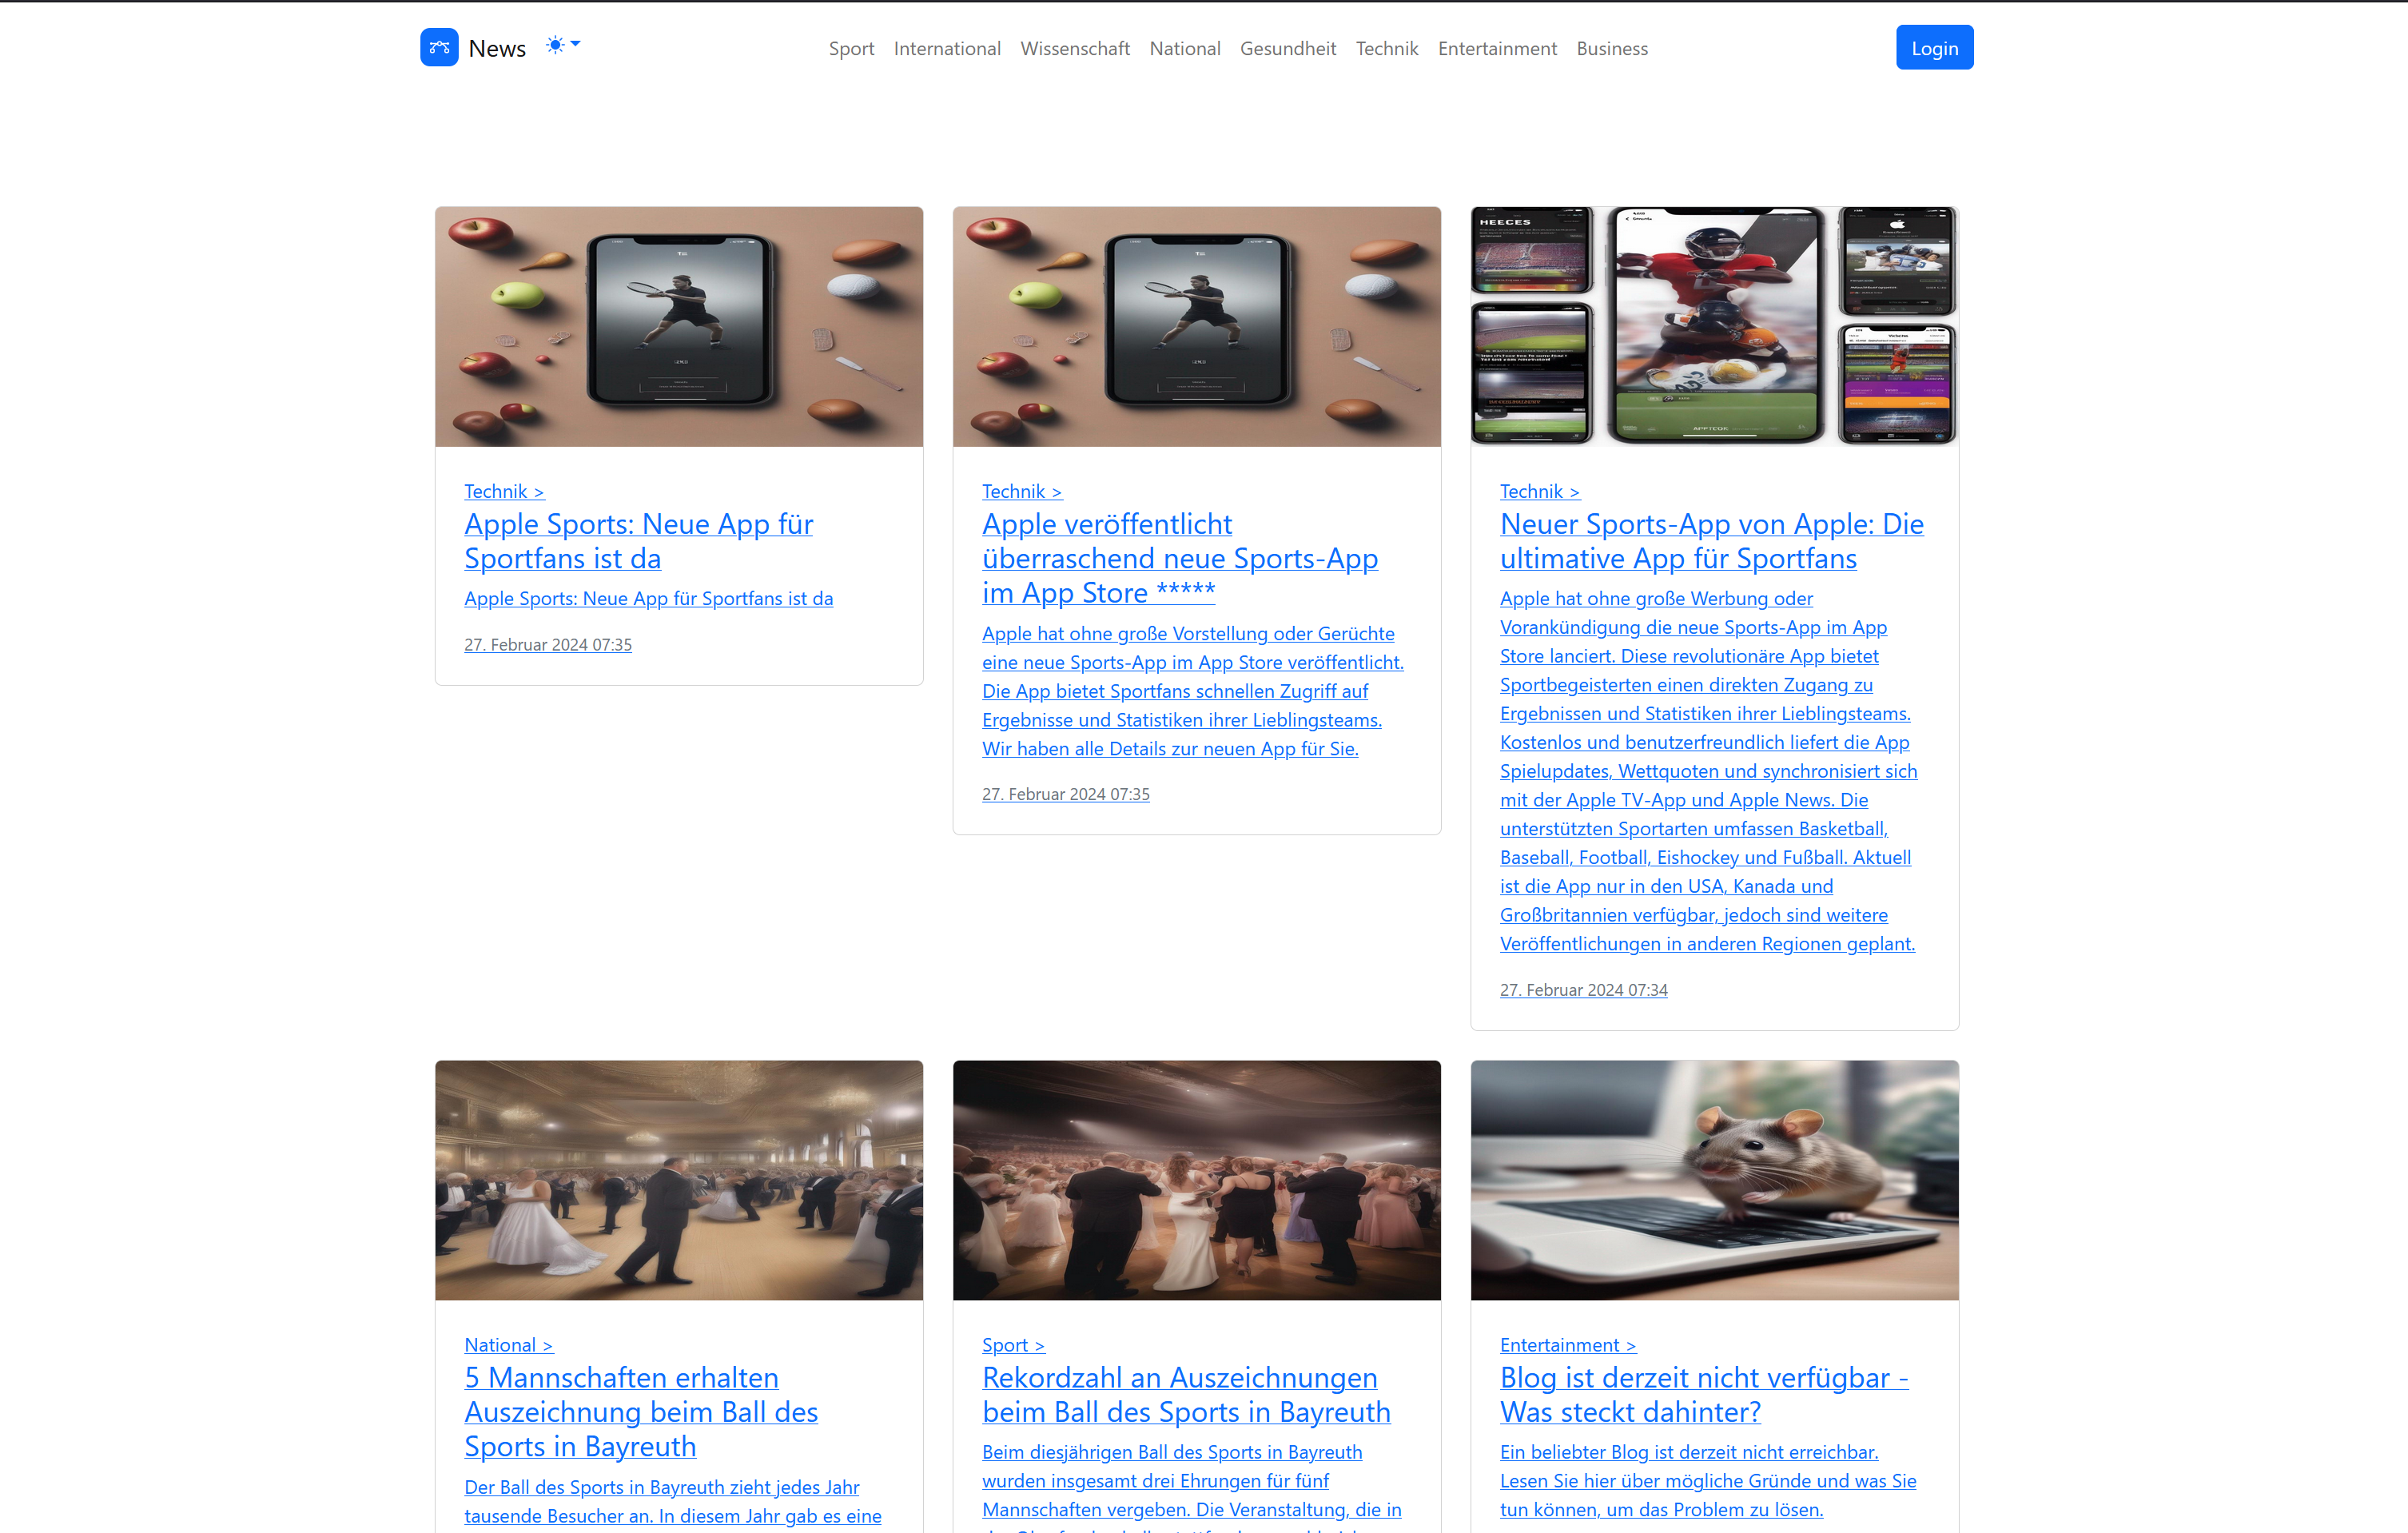 News
Sport International Wissenschaft National Gesundheit Technik Entertainment Business
Login
HEECES
Technik >
Apple Sports: Neue App für
Sportfans ist da
Apple Sports: Neue App für Sportfans ist da
27. Februar 2024 07:35
Technik >
Apple veröffentlicht
überraschend neue Sports-App
im App Store *****
Apple hat ohne große Vorstellung oder Gerüchte
eine neue Sports-App im App Store veröffentlicht.
Die App bietet Sportfans schnellen Zugriff auf
Ergebnisse und Statistiken ihrer Lieblingsteams.
Wir haben alle Details zur neuen App für Sie.
27. Februar 2024 07:35
Technik >
Neuer Sports-App von Apple: Die
ultimative App für Sportfans
Apple hat ohne große Werbung oder
Vorankündigung die neue Sports-App im App
Store lanciert. Diese revolutionäre App bietet
Sportbegeisterten einen direkten Zugang zu
Ergebnissen und Statistiken ihrer Lieblingsteams.
Kostenlos und benutzerfreundlich liefert die App
Spielupdates, Wettquoten und synchronisiert sich
mit der Apple TV-App und Apple News. Die
unterstützten Sportarten umfassen Basketball,
Baseball, Football, Eishockey und Fußball. Aktuell
ist die App nur in den USA, Kanada und
Großbritannien verfügbar, jedoch sind weitere
Veröffentlichungen in anderen Regionen geplant.
27. Februar 2024 07:34
National >
5 Mannschaften erhalten
Auszeichnung beim Ball des
Sports in Bayreuth
Der Ball des Sports in Bayreuth zieht jedes Jahr
tausende Besucher an. In diesem Jahr gab es eine
Sport >
Rekordzahl an Auszeichnungen
beim Ball des Sports in Bayreuth
Beim diesjährigen Ball des Sports in Bayreuth
wurden insgesamt drei Ehrungen für fünf
Mannschaften vergeben. Die Veranstaltung, die in
Entertainment >
Blog ist derzeit nicht verfügbar -
Was steckt dahinter?
Ein beliebter Blog ist derzeit nicht erreichbar.
Lesen Sie hier über mögliche Gründe und was Sie
tun können, um das Problem zu lösen.